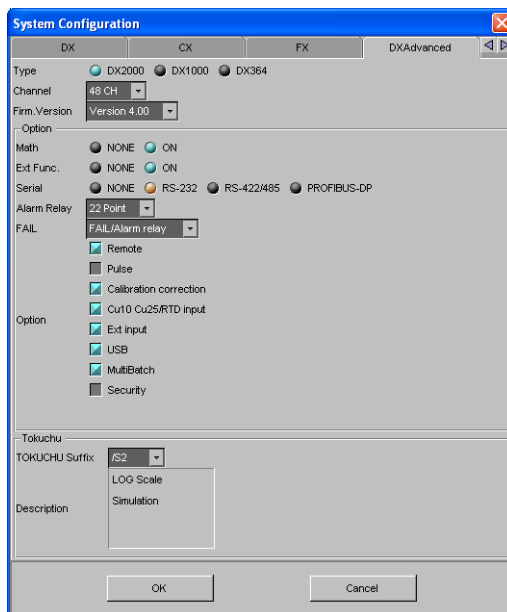 System Configuration
DX CX FX DXAdvanced
Type DX2000 DX1000 DX364
Channel 48 CH
Firm.Version Version 4.00
Option
Math NONE ON
Ext Func. NONE ON
Serial NONE RS-232 RS-422/485 PROFIBUS-DP
Alarm Relay 22 Point
FAIL FAIL/Alarm relay
Remote
Pulse
Calibration correction
Cu10 Cu25/RTD input
Option
Ext input
USB
MultiBatch
Security
Tokuchu
TOKUCHU Suffix /S2
LOG Scale
Simulation
Description
OK Cancel